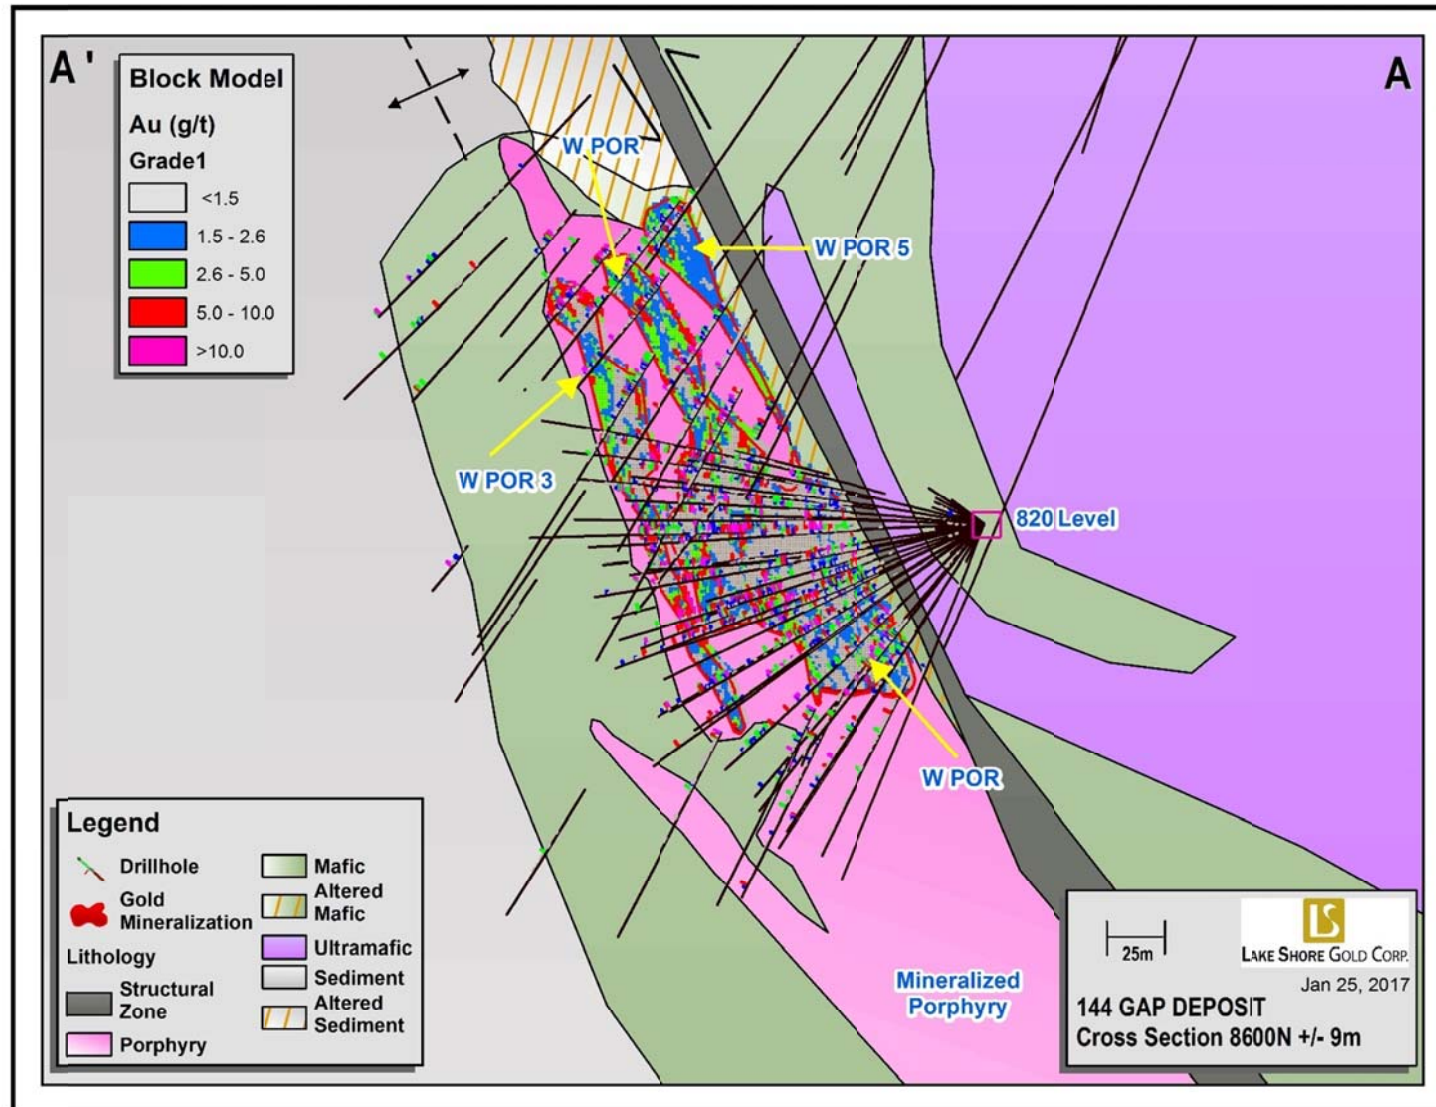 A '
A
Block Model
Au (g/t)
Grade1
<1.5
1.5 - 2.6
2.6 - 5.0
5.0 - 10.0
>10.0
W POR
W POR 5
W POR 3
820 Level
W POR
Mineralized
Porphyry
Legend
Drillhole
Gold
Mineralization
Lithology
Structural
Zone
Porphyry
Mafic
Altered
Mafic
Ultramafic
Sediment
Altered
Sediment
25m
LS
LAKE SHORE GOLD CORP.
Jan 25, 2017
144 GAP DEPOSIT
Cross Section 8600N +/- 9m